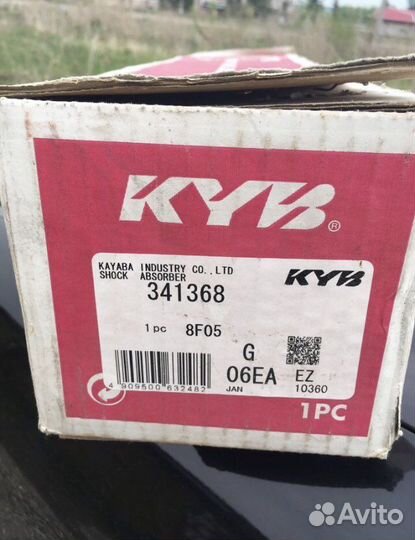 KYB®
KAYABA INDUSTRY CO.,LTD
SHOCK ABSORBER
KYB
341368
1pc 8F05
G
06EA EZ
4 909500 632482 JAN 10360
1PC
Avito